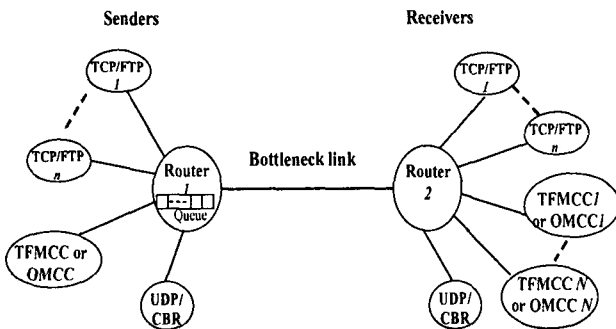 Senders
Receivers
TCP/FTP
1
TCP/FTP
n
Router
1
Queue
TFMCC or
OMCC
UDP/
CBR
Bottleneck link
Router
2
TCP/FTP
1
TCP/FTP
n
TFMCC1
or OMCC1
TFMCC N
or OMCC N
UDP/
CBR